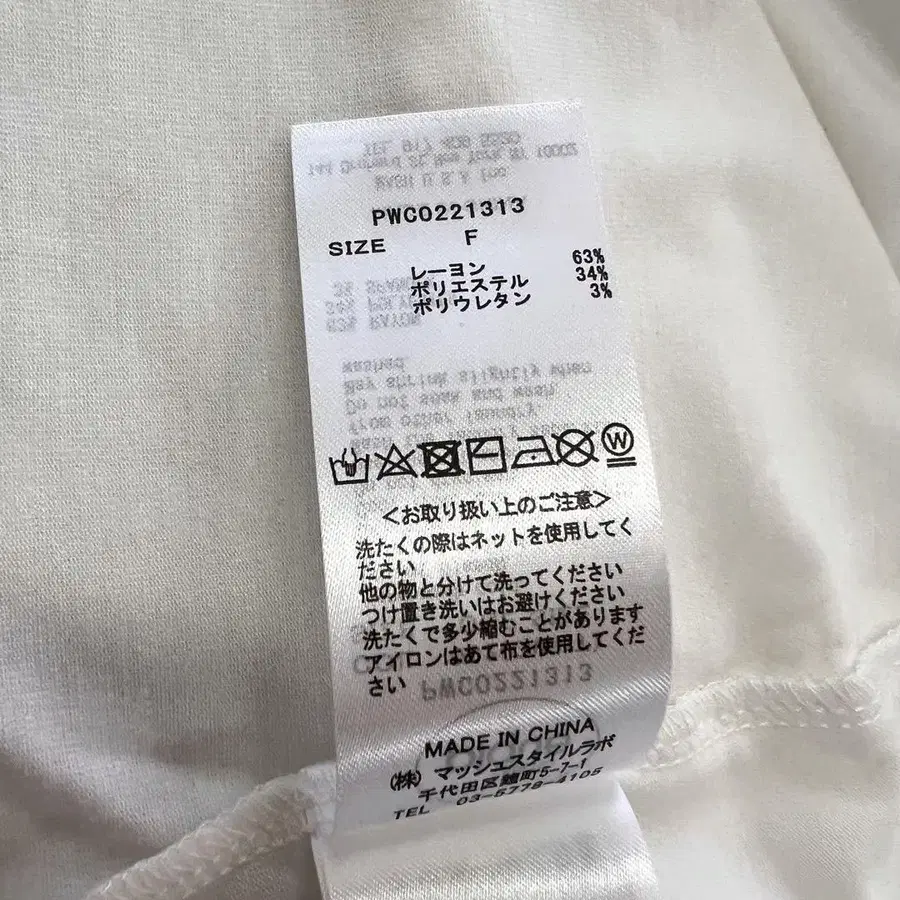 PWCO221313
SIZE F
レーヨン 63%
ポリエステル 34%
ポリウレタン 3%
W
<お取り扱い上のご注意>
洗たくの際はネットを使用してく
ださい
他の物と分けて洗ってください
つけ置き洗いはお避けください
洗たくで多少縮むことがあります
アイロンはあて布を使用してくだ
さい
MADE IN CHINA
(株) マッシュスタイルラボ
千代田区麹町5-7-1
TEL 03-5778-4105